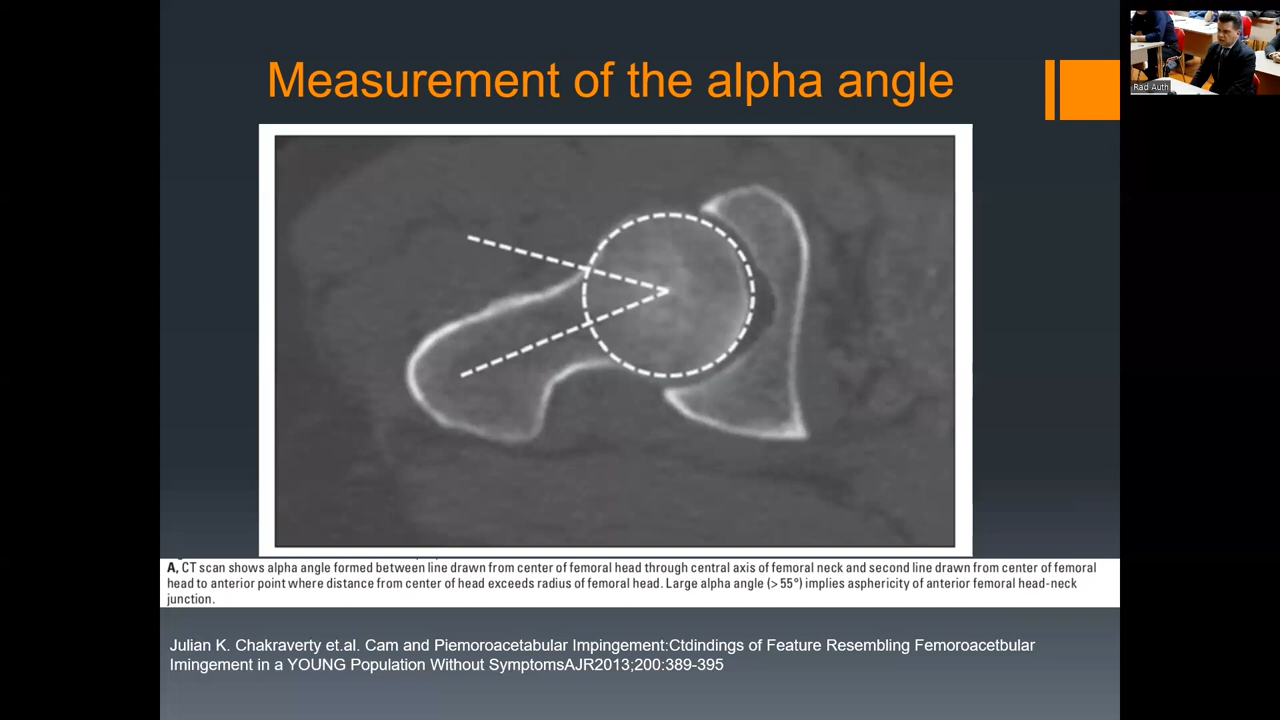 Measurement of the alpha angle
Rad Auth
A, CT scan shows alpha angle formed between line drawn from center of femoral head through central axis of femoral neck and second line drawn from center of femoral
head to anterior point where distance from center of head exceeds radius of femoral head. Large alpha angle (> 55°) implies asphericity of anterior femoral head-neck
junction.
Julian K. Chakraverty et.al. Cam and Piemoroacetabular Impingement:Ctdindings of Feature Resembling Femoroacetbular
Imingement in a YOUNG Population Without SymptomsAJR2013;200:389-395